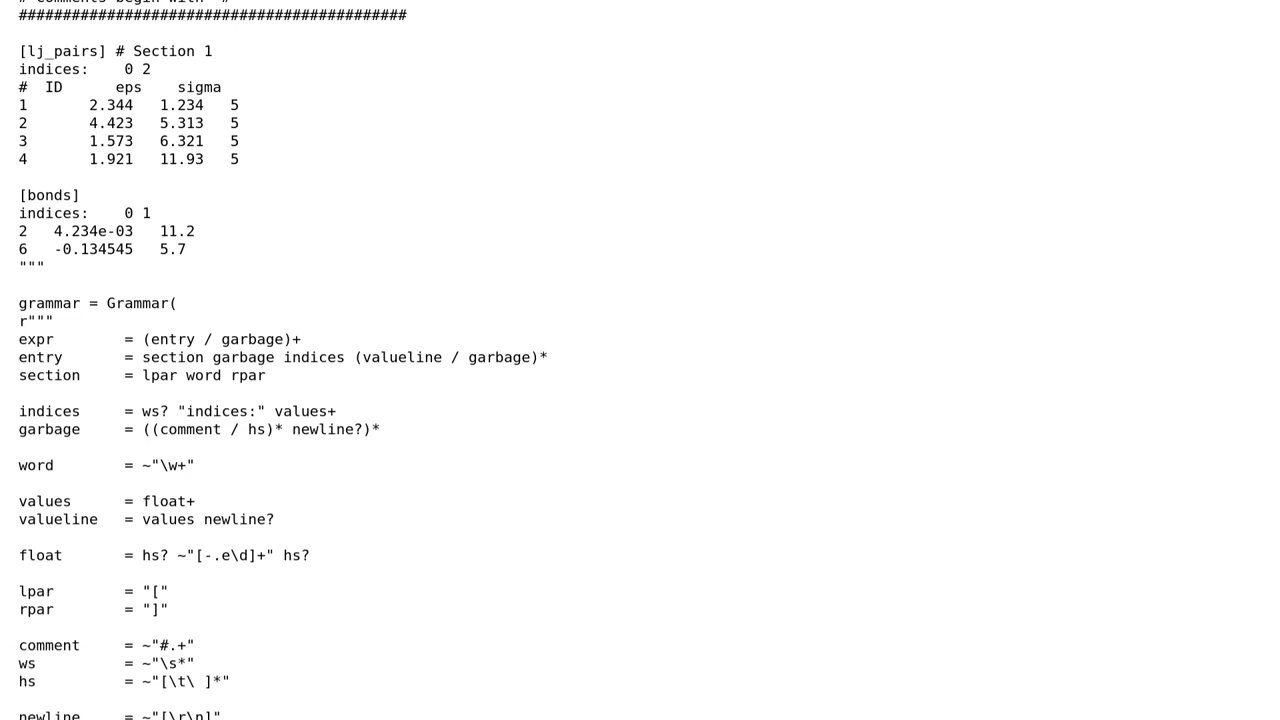 # comments begin with '#'
############################################
[lj_pairs] # Section 1
indices:    0 2
#  ID      eps    sigma
1       2.344   1.234   5
2       4.423   5.313   5
3       1.573   6.321   5
4       1.921   11.93   5
[bonds]
indices:    0 1
2   4.234e-03   11.2
6   -0.134545   5.7
"""
grammar = Grammar(
r"""
expr        = (entry / garbage)+
entry       = section garbage indices (valueline / garbage)*
section     = lpar word rpar
indices     = ws? "indices:" values+
garbage     = ((comment / hs)* newline?)*
word        = ~"\w+"
values      = float+
valueline   = values newline?
float       = hs? ~"[-.e\d]+" hs?
lpar        = "["
rpar        = "]"
comment     = ~"#.+"
ws          = ~"\s*"
hs          = ~"[\t\ ]*"
newline     = ~"[\r\n]"